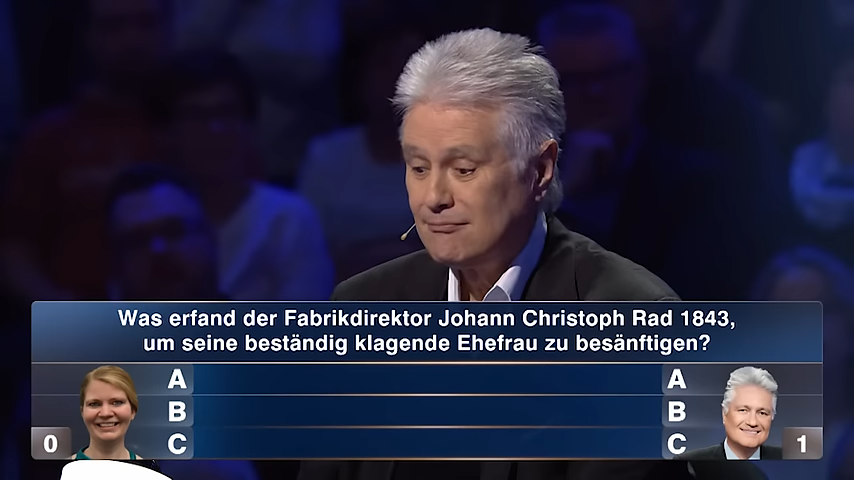 Was erfand der Fabrikdirektor Johann Christoph Rad 1843,
um seine beständig klagende Ehefrau zu besänftigen?
A A
B B
0 C C 1